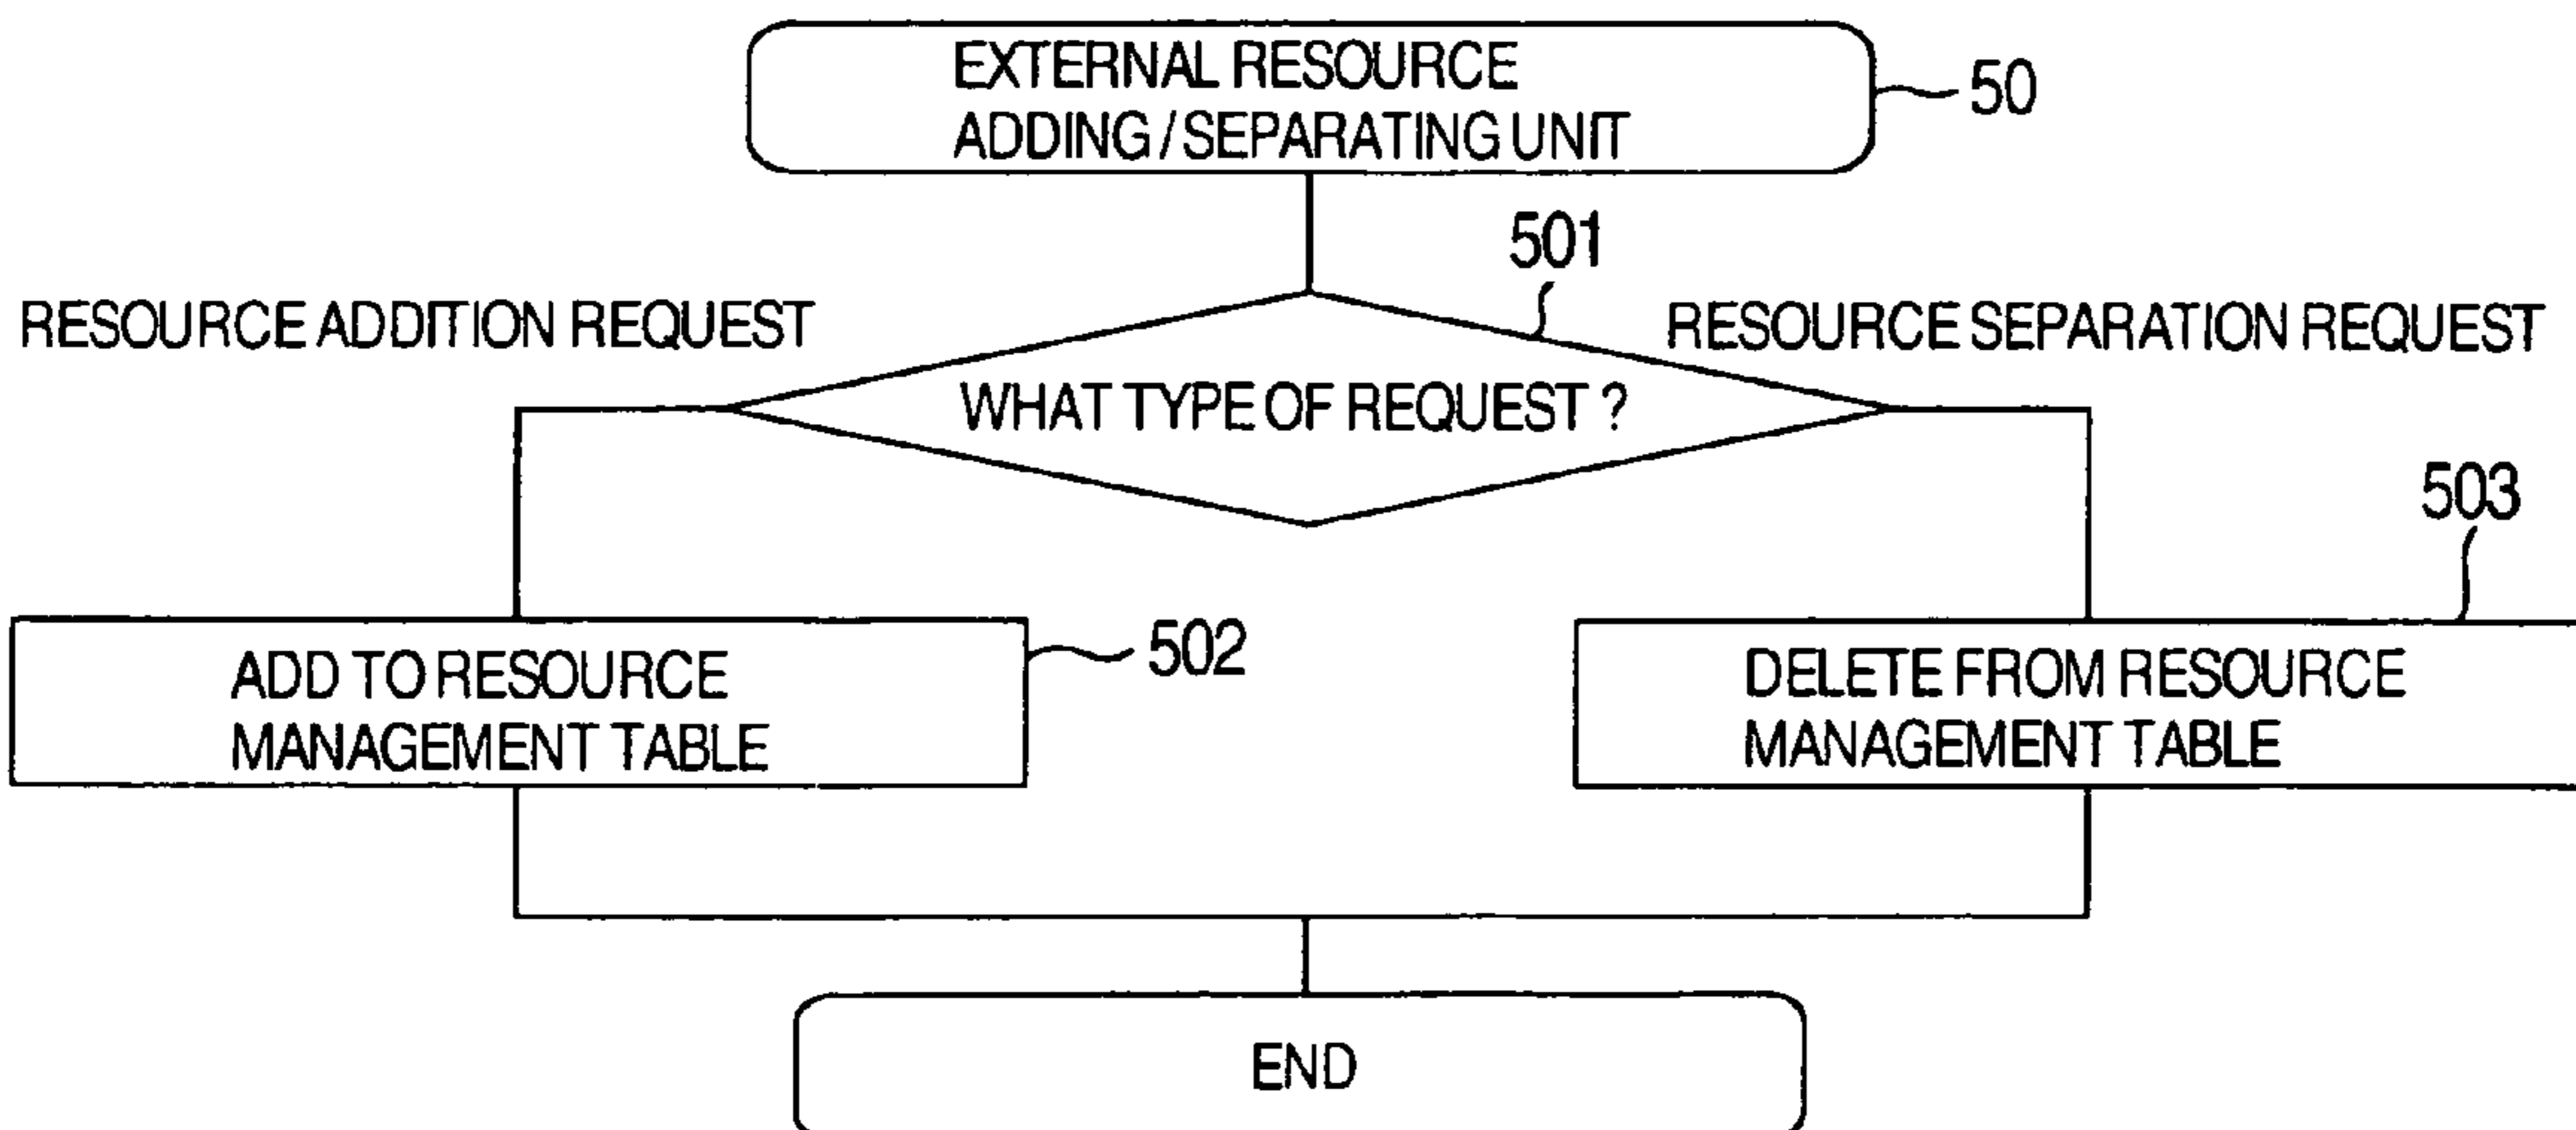 EXTERNAL RESOURCE
ADDING / SEPARATING UNIT
50
501
RESOURCE ADDITION REQUEST
RESOURCE SEPARATION REQUEST
WHAT TYPE OF REQUEST ?
503
502
ADD TO RESOURCE
MANAGEMENT TABLE
DELETE FROM RESOURCE
MANAGEMENT TABLE
END